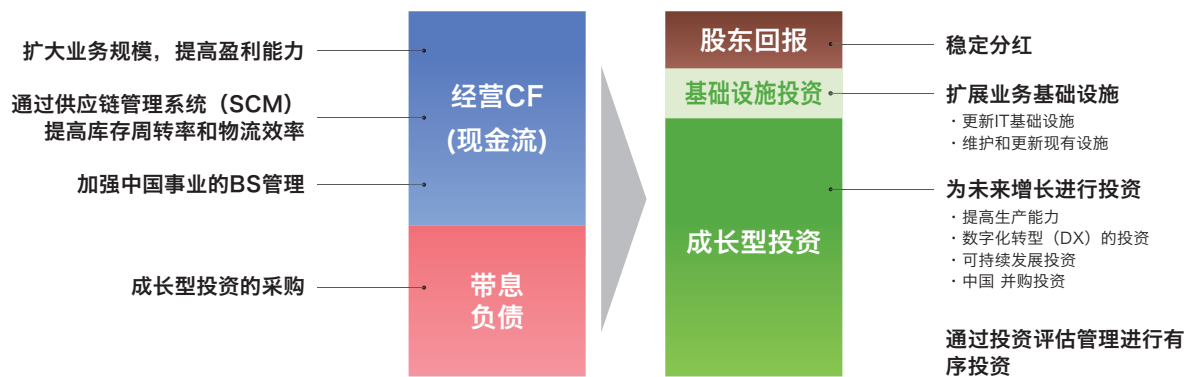 扩大业务规模，提高盈利能力
通过供应链管理系统（SCM）
提高库存周转率和物流效率
加强中国事业的BS管理
成长型投资的采购
经营CF
(现金流)
带息
负债
股东回报
基础设施投资
成长型投资
稳定分红
扩展业务基础设施
・更新IT基础设施
・维护和更新现有设施
为未来增长进行投资
・提高生产能力
・数字化转型（DX）的投资
・可持续发展投资
・中国 并购投资
通过投资评估管理进行有
序投资